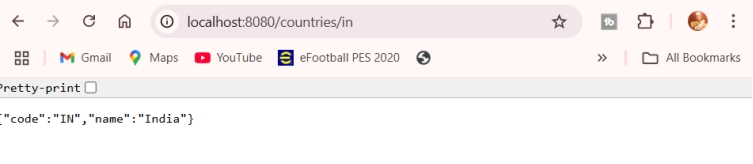 localhost:8080/countries/in
Gmail Maps YouTube eFootball PES 2020 » All Bookmarks
Pretty-print
{"code":"IN","name":"India"}